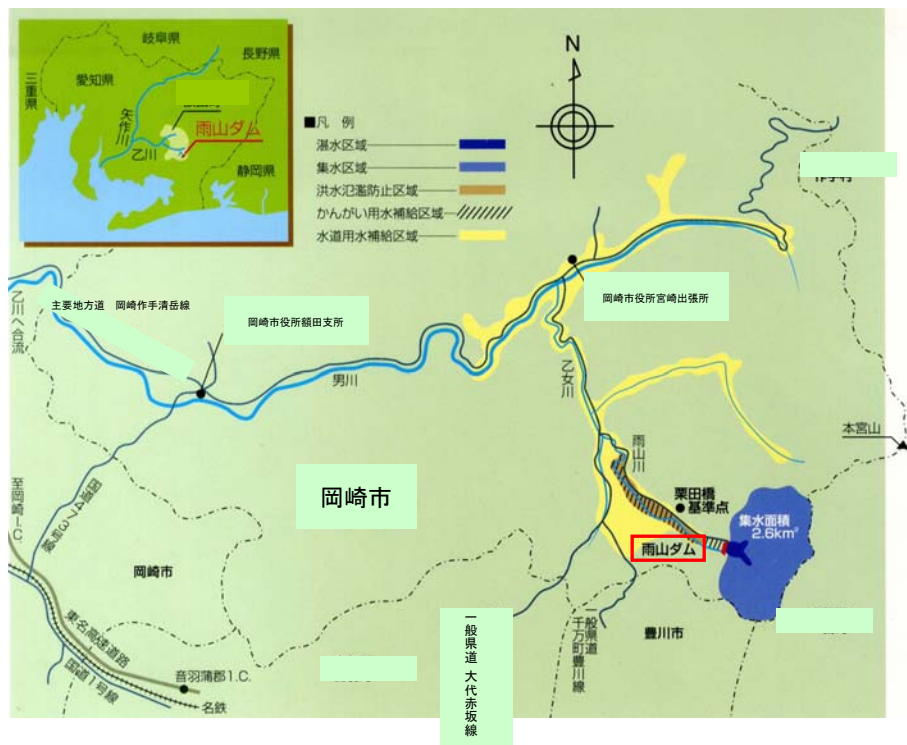 岐阜県
長野県
三重県
愛知県
矢作川
雨山ダム
乙川
静岡県
N
■凡 例
湛水区域
集水区域
洪水氾濫防止区域
かんがい用水補給区域
水道用水補給区域
乙川へ合流
主要地方道 岡崎作手清岳線
岡崎市役所額田支所
岡崎市役所宮崎出張所
男川
乙女川
雨山川
本宮山
栗田橋
基準点
集水面積
2.6km²
岡崎市
雨山ダム
至岡崎I.C.
国道473号線
岡崎市
東名高速道路
国道1号線
音羽蒲郡I.C.
名鉄
一般県道 大代赤坂線
一般県道
千万町豊川線
豊川市